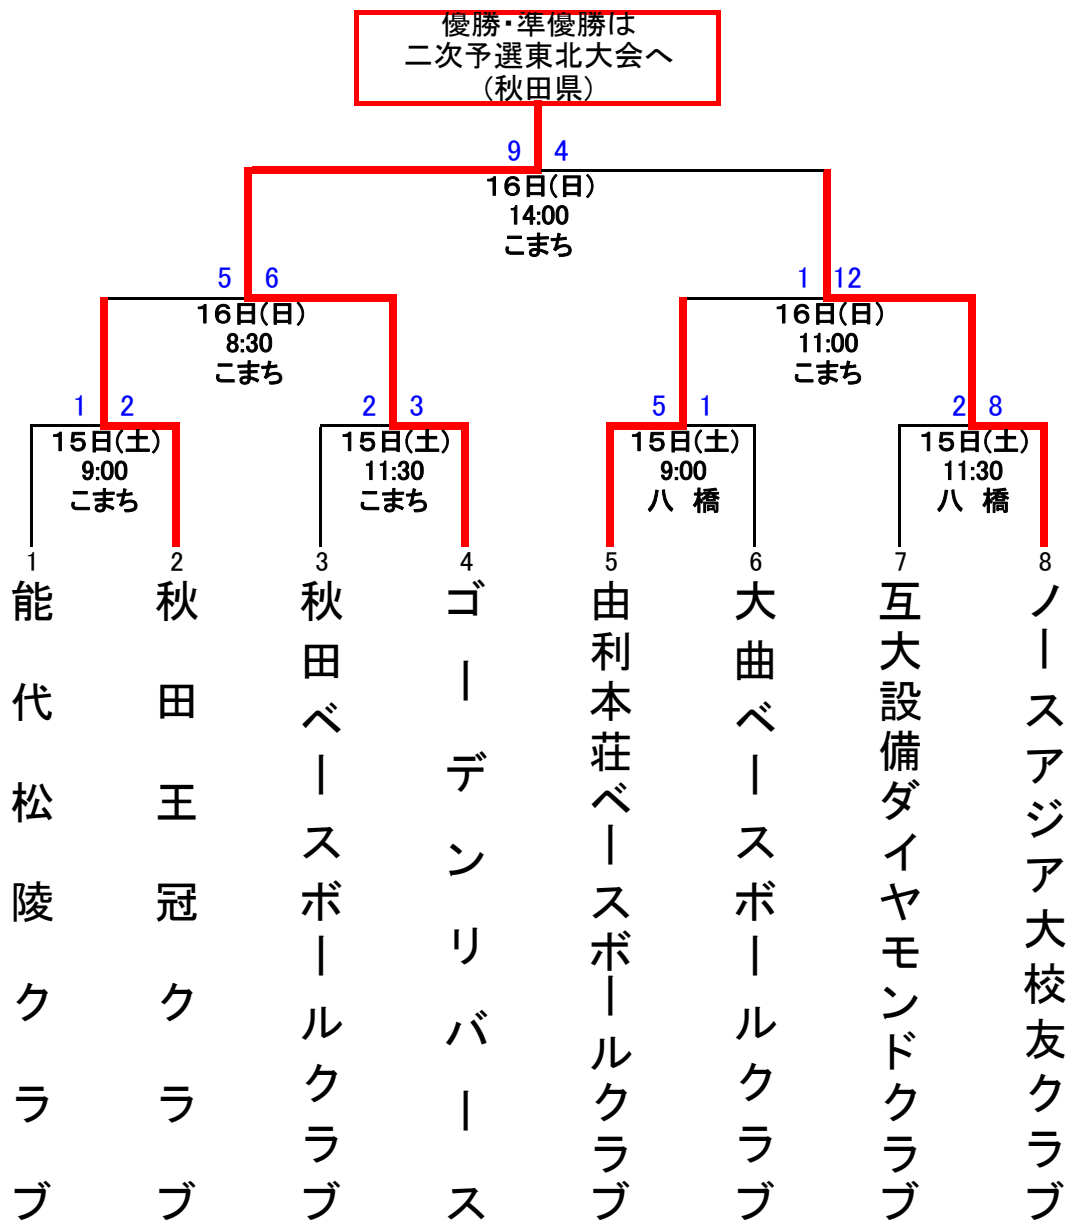 優勝・準優勝は
二次予選東北大会へ
(秋田県)
9 4
16日(日)
14:00
こまち
5 6
16日(日)
8:30
こまち
1 12
16日(日)
11:00
こまち
1 2
15日(土)
9:00
こまち
2 3
15日(土)
11:30
こまち
5 1
15日(土)
9:00
八 橋
2 8
15日(土)
11:30
八 橋
1
能代松陵クラブ
2
秋田王冠クラブ
3
秋田ベースボールクラブ
4
ゴーデンリバース
5
由利本荘ベースボールクラブ
6
大曲ベースボールクラブ
7
互大設備ダイヤモンドクラブ
8
ノースアジア大校友クラブ